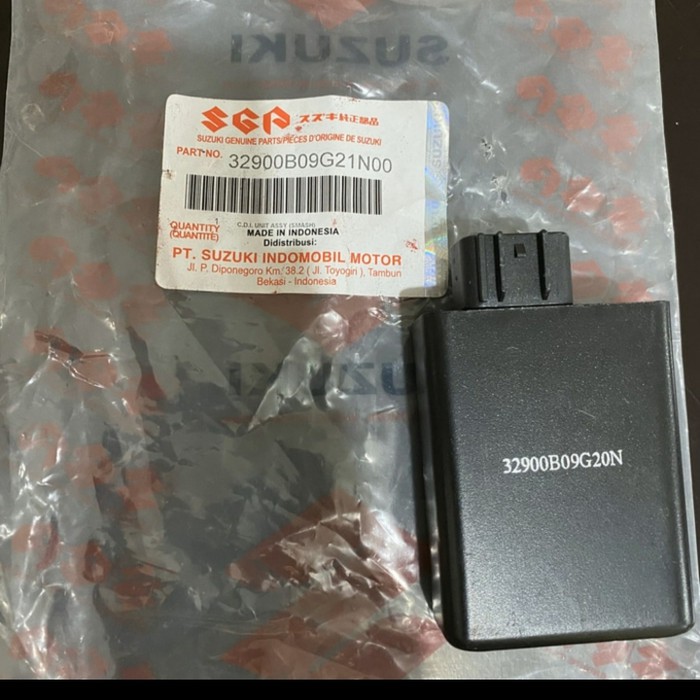 SUZUKI
SGP スズキ純正部品
SUZUKI GENUINE PARTS/PIÈCES D'ORIGINE DE SUZUKI
PART NO. 32900B09G21N00
QUANTITY
(QUANTITÉ)
C.D.I. UNIT ASSY (SMASH)
MADE IN INDONESIA
Didistribusi:
PT. SUZUKI INDOMOBIL MOTOR
Jl. P. Diponegoro Km. 38.2 ( Jl. Toyogiri ), Tambun
Bekasi - Indonesia
SUZUKI
32900B09G20N